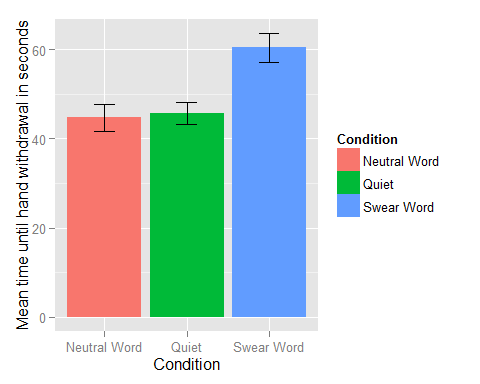 Mean time until hand withdrawal in seconds
60
40
20
0
Neutral Word Quiet Swear Word
Condition
Condition
Neutral Word
Quiet
Swear Word